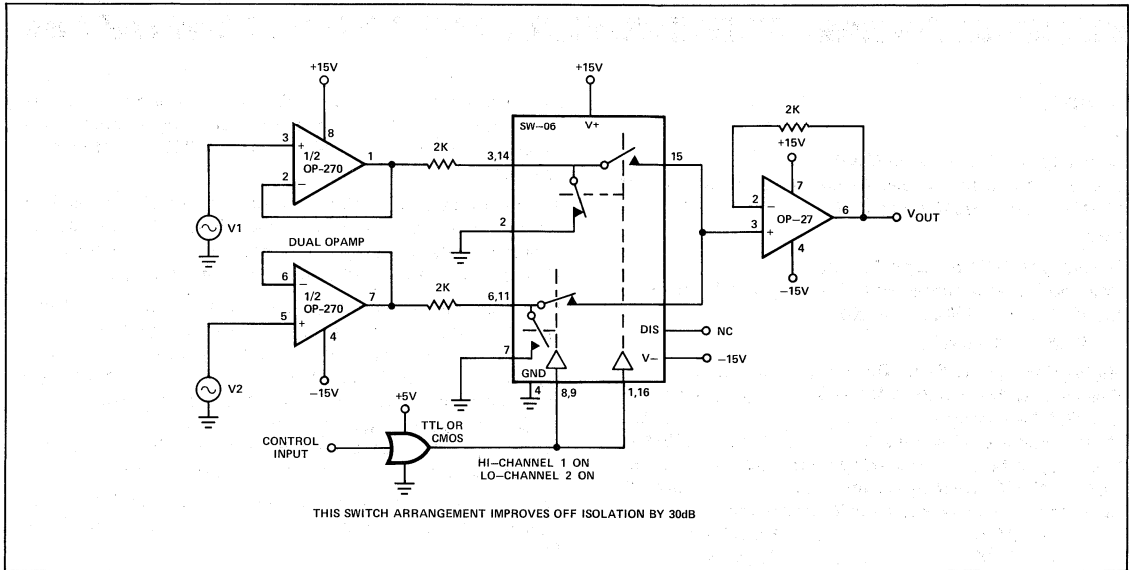 +15V
+15V
SW-06
V+
2K
+15V
3
+
8
1/2
OP-270
1
2
−
2K
3,14
15
7
2
−
OP-27
6
VOUT
3
+
4
−15V
V1
2
DUAL OPAMP
6
−
1/2
OP-270
7
5
+
4
−15V
2K
6,11
DIS
NC
7
V−
−15V
GND
4
8,9
1,16
V2
+5V
TTL OR
CMOS
CONTROL
INPUT
HI–CHANNEL 1 ON
LO–CHANNEL 2 ON
THIS SWITCH ARRANGEMENT IMPROVES OFF ISOLATION BY 30dB